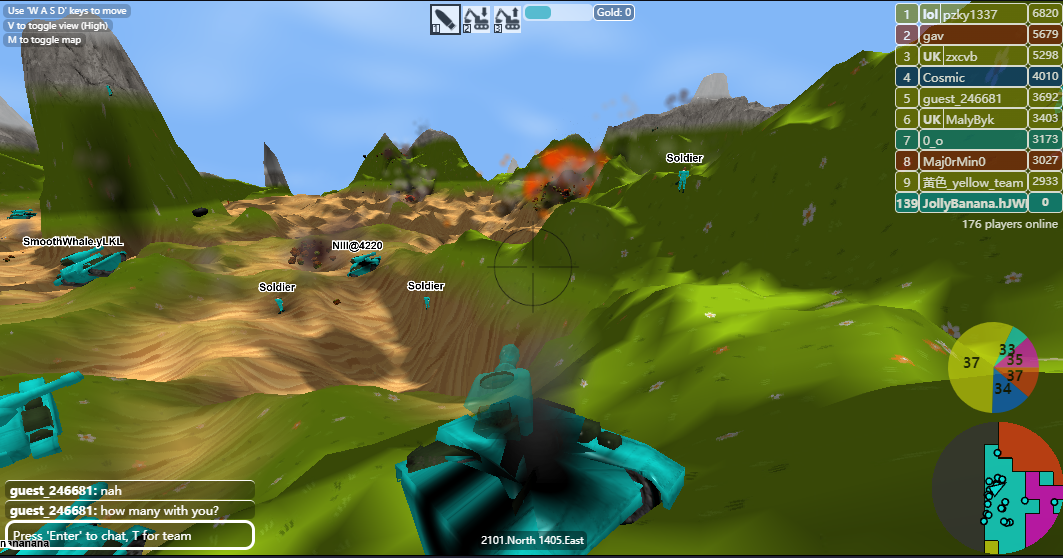 Use 'W A S D' keys to move
V to toggle view (High)
M to toggle map
1
2
3
Gold: 0
1 lol pzky1337 6820
2 gav 5679
3 UK zxcvb 5298
4 Cosmic 4010
5 guest_246681 3692
6 UK MalyByk 3403
7 0_o 3173
8 Maj0rMin0 3027
9 黄色_yellow_team 2933
139 JollyBanana.hJW 0
176 players online
Soldier
SmoothWhale.yLKL
NIII@4220
Soldier
Soldier
33
37
35
37
34
guest_246681: nah
guest_246681: how many with you?
Press 'Enter' to chat, T for team
2101.North 1405.East